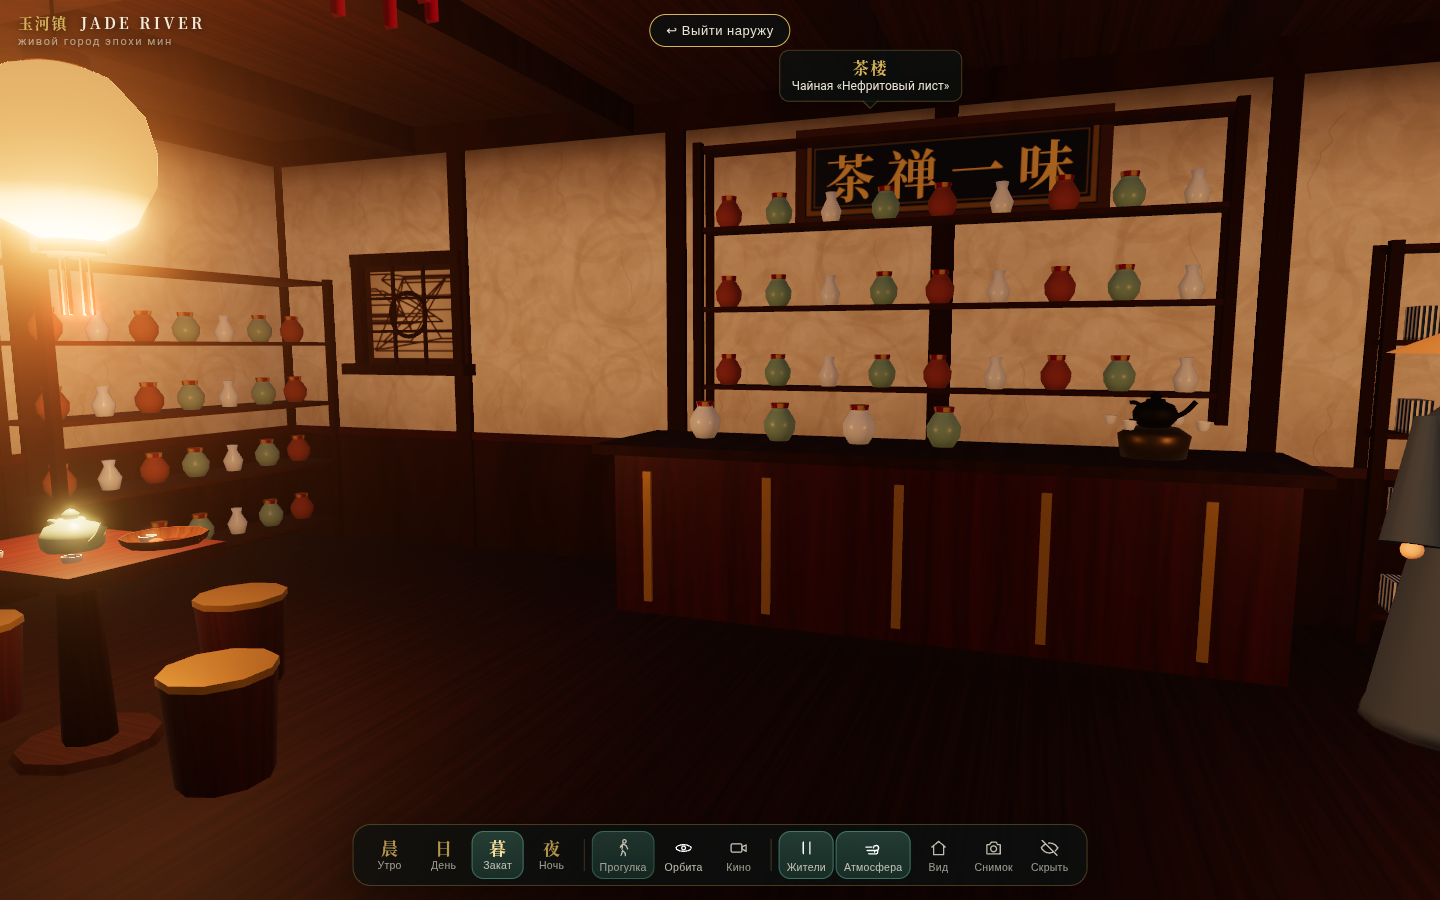 玉河镇 JADE RIVER
живой город эпохи мин
↩ Выйти наружу
茶楼
Чайная «Нефритовый лист»
茶禅一味
晨 日 暮 夜
Утро День Закат Ночь Прогулка Орбита Кино Жители Атмосфера Вид Снимок Скрыть